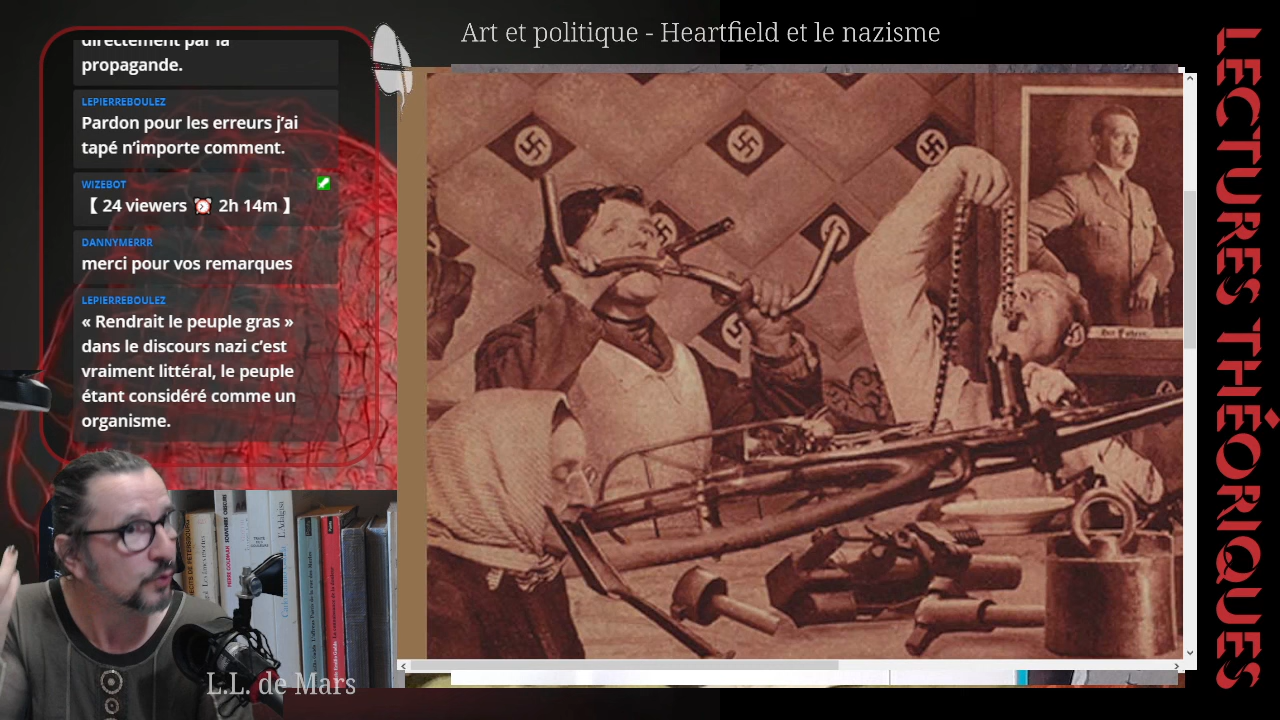 Art et politique - Heartfield et le nazisme
directement par la
propagande.
LEPIERREBOULEZ
Pardon pour les erreurs j’ai
tapé n’importe comment.
WIZEBOT
【 24 viewers ⏰ 2h 14m 】
DANNYMERRR
merci pour vos remarques
LEPIERREBOULEZ
« Rendrait le peuple gras »
dans le discours nazi c’est
vraiment littéral, le peuple
étant considéré comme un
organisme.
L.L. de Mars
LECTURES THÉORIQUES